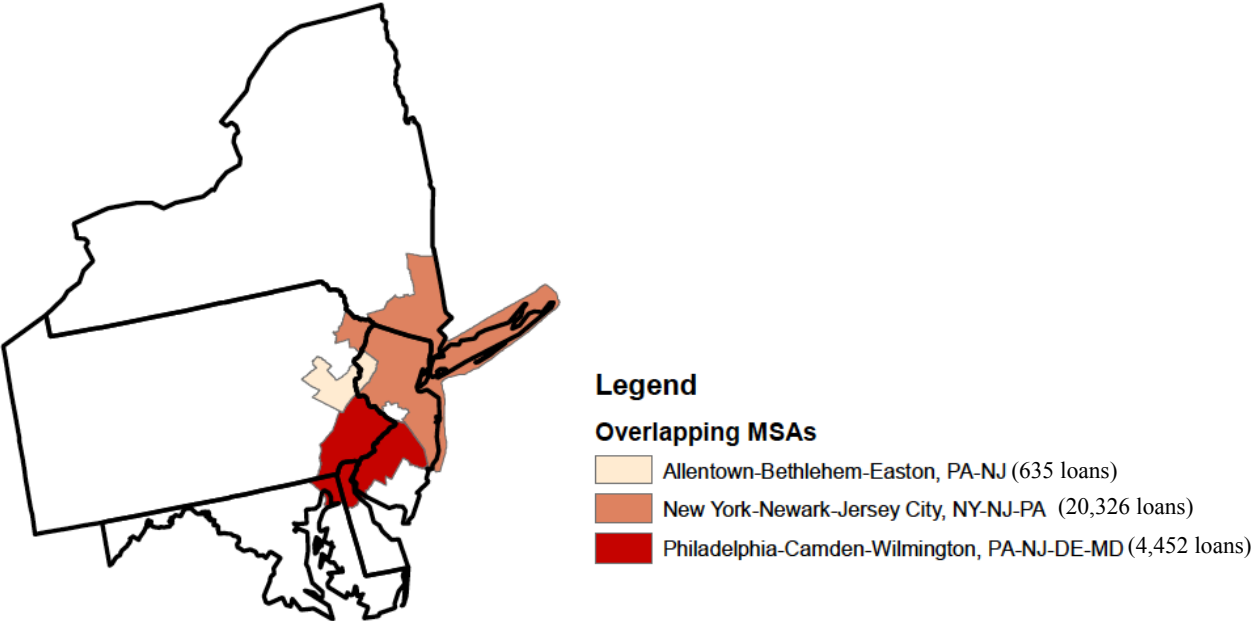 Legend
Overlapping MSAs
Allentown-Bethlehem-Easton, PA-NJ (635 loans)
New York-Newark-Jersey City, NY-NJ-PA (20,326 loans)
Philadelphia-Camden-Wilmington, PA-NJ-DE-MD (4,452 loans)